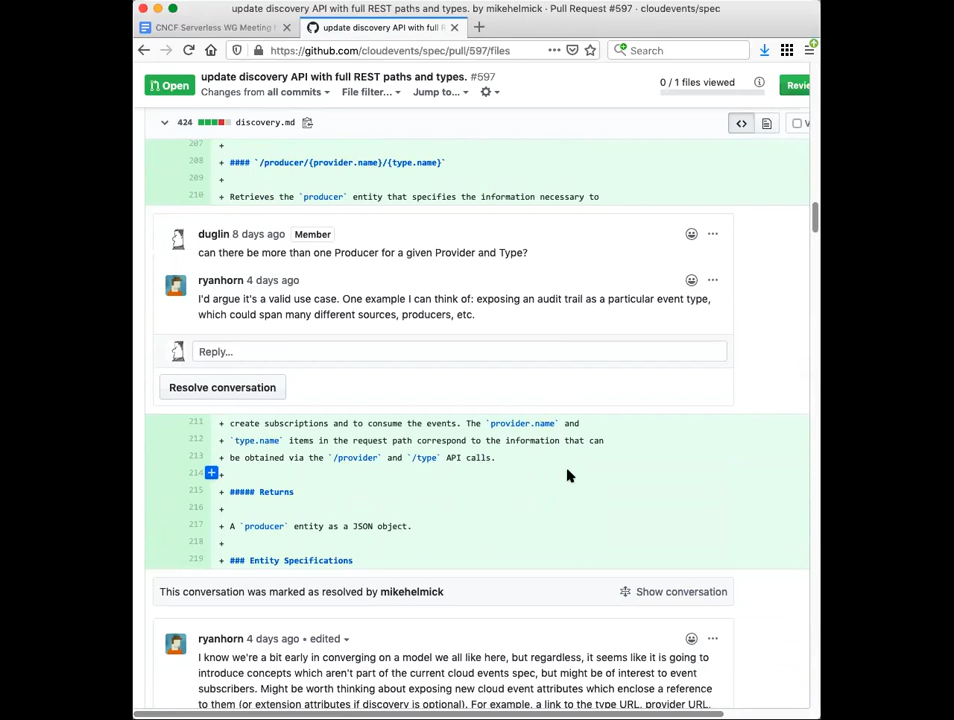 update discovery API with full REST paths and types. by mikehelmick · Pull Request #597 · cloudevents/spec
CNCF Serverless WG Meeting
update discovery API with full R
https://github.com/cloudevents/spec/pull/597/files
Search
Open
update discovery API with full REST paths and types. #597
Changes from all commits
File filter...
Jump to...
0 / 1 files viewed
Revie
424 discovery.md
V
207 +
208 + #### `/producer/{provider.name}/{type.name}`
209 +
210 + Retrieves the `producer` entity that specifies the information necessary to
duglin 8 days ago Member
can there be more than one Producer for a given Provider and Type?
ryanhorn 4 days ago
I'd argue it's a valid use case. One example I can think of: exposing an audit trail as a particular event type,
which could span many different sources, producers, etc.
Reply...
Resolve conversation
211 + create subscriptions and to consume the events. The `provider.name` and
212 + `type.name` items in the request path correspond to the information that can
213 + be obtained via the `/provider` and `/type` API calls.
214 +
215 + ##### Returns
216 +
217 + A `producer` entity as a JSON object.
218 +
219 + ### Entity Specifications
This conversation was marked as resolved by mikehelmick
Show conversation
ryanhorn 4 days ago • edited
I know we're a bit early in converging on a model we all like here, but regardless, it seems like it is going to
introduce concepts which aren't part of the current cloud events spec, but might be of interest to event
subscribers. Might be worth thinking about exposing new cloud event attributes which enclose a reference
to them (or extension attributes if discovery is optional). For example, a link to the type URL, provider URL,